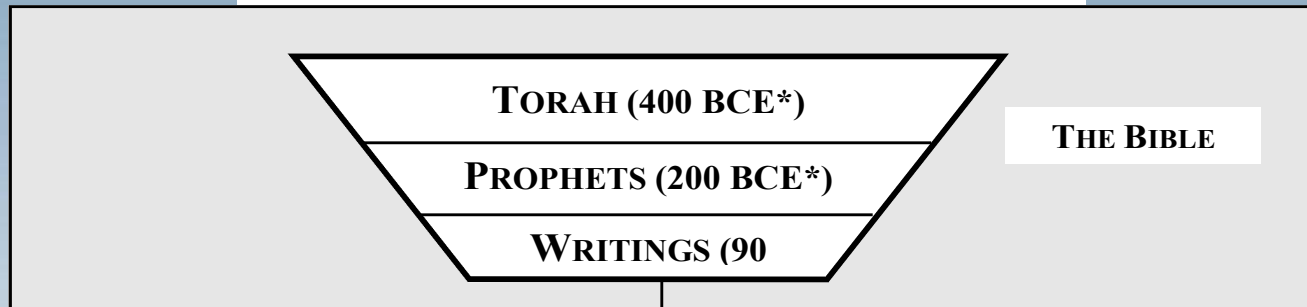 TORAH (400 BCE*)
THE BIBLE
PROPHETS (200 BCE*)
WRITINGS (90